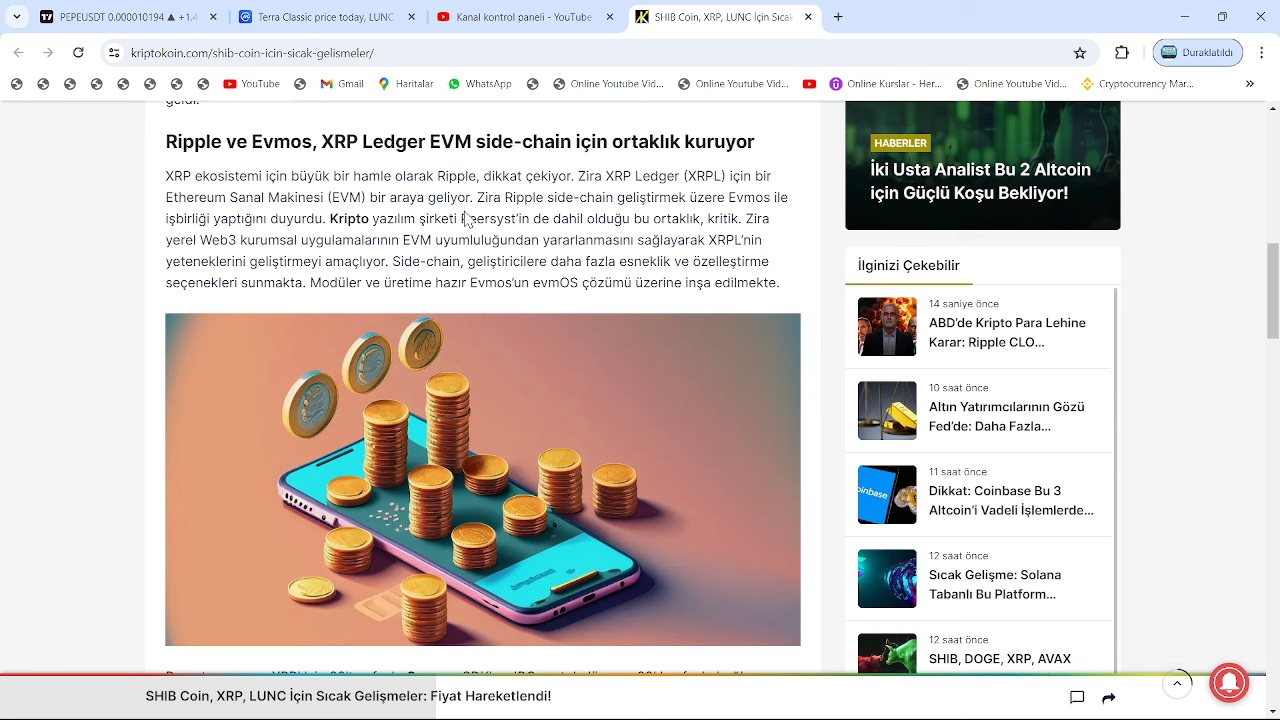 PEPEUSDT 0.000010194 ▲ +1.4
Terra Classicprice today, LUNC
Kanal kontrol paneli - YouTube
SHIB Coin, XRP, LUNC İçin Sıcak
kriptokoin.com/shib-coin-icin-sicak-gelismeler/
Duraklatıldı
YouTube
Gmail
Haritalar
WhatsApp
Online Youtube Vid...
Online Youtube Vid...
Online Kurslar - Her...
Online Youtube Vid...
Cryptocurrency Mar...
geldi.
Ripple ve Evmos, XRP Ledger EVM side-chain için ortaklık kuruyor
XRP ekosistemi için büyük bir hamle olarak Ripple, dikkat çekiyor. Zira XRP Ledger (XRPL) için bir
Ethereum Sanal Makinesi (EVM) bir araya geliyor. Zira Ripple side-chain geliştirmek üzere Evmos ile
işbirliği yaptığını duyurdu. Kripto yazılım şirketi Peersyst'in de dahil olduğu bu ortaklık, kritik. Zira
yerel Web3 kurumsal uygulamalarının EVM uyumluluğundan yararlanmasını sağlayarak XRPL'nin
yeteneklerini geliştirmeyi amaçlıyor. Side-chain, geliştiricilere daha fazla esneklik ve özelleştirme
seçenekleri sunmakta. Modüler ve üretime hazır Evmos'un evmOS çözümü üzerine inşa edilmekte.
HABERLER
İki Usta Analist Bu 2 Altcoin
için Güçlü Koşu Bekliyor!
İlginizi Çekebilir
14 saniye önce
ABD'de Kripto Para Lehine
Karar: Ripple CLO...
10 saat önce
Altın Yatırımcılarının Gözü
Fed'de: Daha Fazla...
11 saat önce
coinbase
Dikkat: Coinbase Bu 3
Altcoin'i Vadeli İşlemlerde...
12 saat önce
Sıcak Gelişme: Solana
Tabanlı Bu Platform...
12 saat önce
SHIB, DOGE, XRP, AVAX
SHIB Coin, XRP, LUNC İçin Sıcak Gelişmeler: Fiyat Hareketlendi!